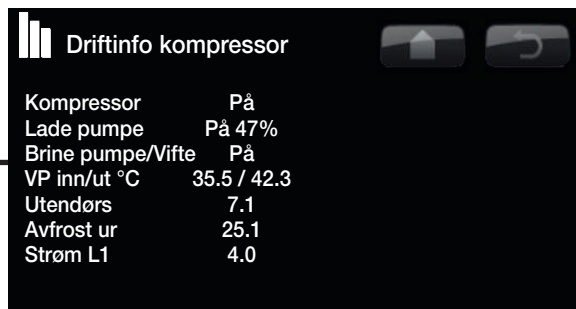 Driftinfo kompressor
Kompressor På
Lade pumpe På 47%
Brine pumpe/Vifte På
VP inn/ut °C 35.5 / 42.3
Utendørs 7.1
Avfrost ur 25.1
Strøm L1 4.0